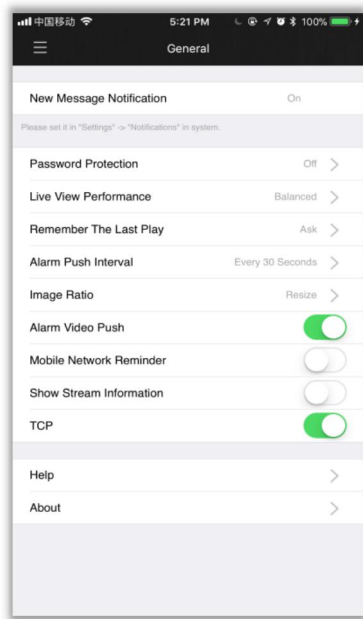 中国移动 5:21 PM 100%
General
New Message Notification On
Please set it in "Settings" -> "Notifications" in system.
Password Protection Off
Live View Performance Balanced
Remember The Last Play Ask
Alarm Push Interval Every 30 Seconds
Image Ratio Resize
Alarm Video Push
Mobile Network Reminder
Show Stream Information
TCP
Help
About